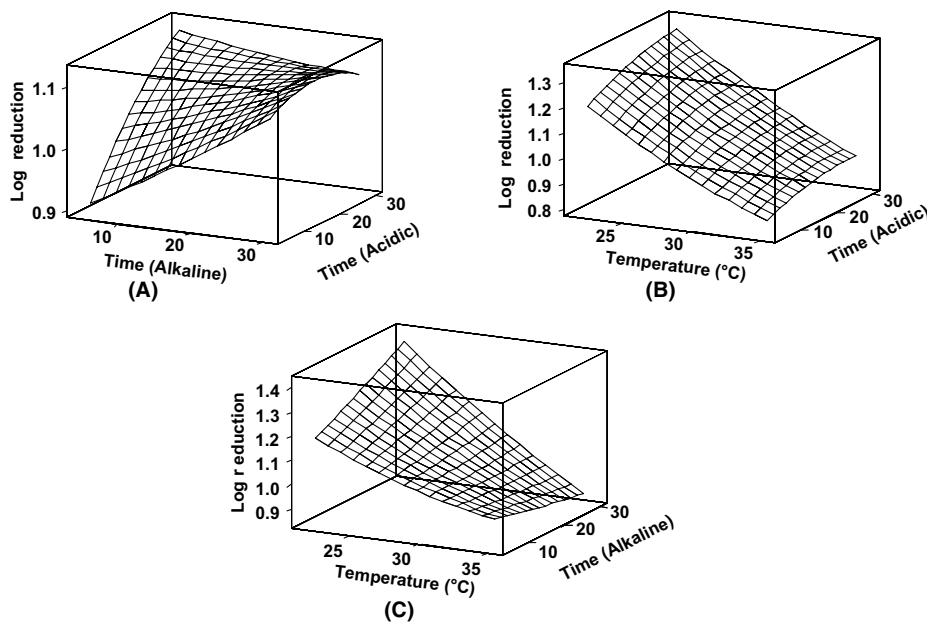 Log reduction
1.1
1.0
0.9
10
20
30
Time (Alkaline)
10
20
30
Time (Acidic)
(A)
Log reduction
1.3
1.2
1.1
1.0
0.9
0.8
25
30
35
Temperature (°C)
10
20
30
Time (Acidic)
(B)
Log r eduction
1.4
1.3
1.2
1.1
1.0
0.9
25
30
35
Temperature (°C)
10
20
30
Time (Alkaline)
(C)